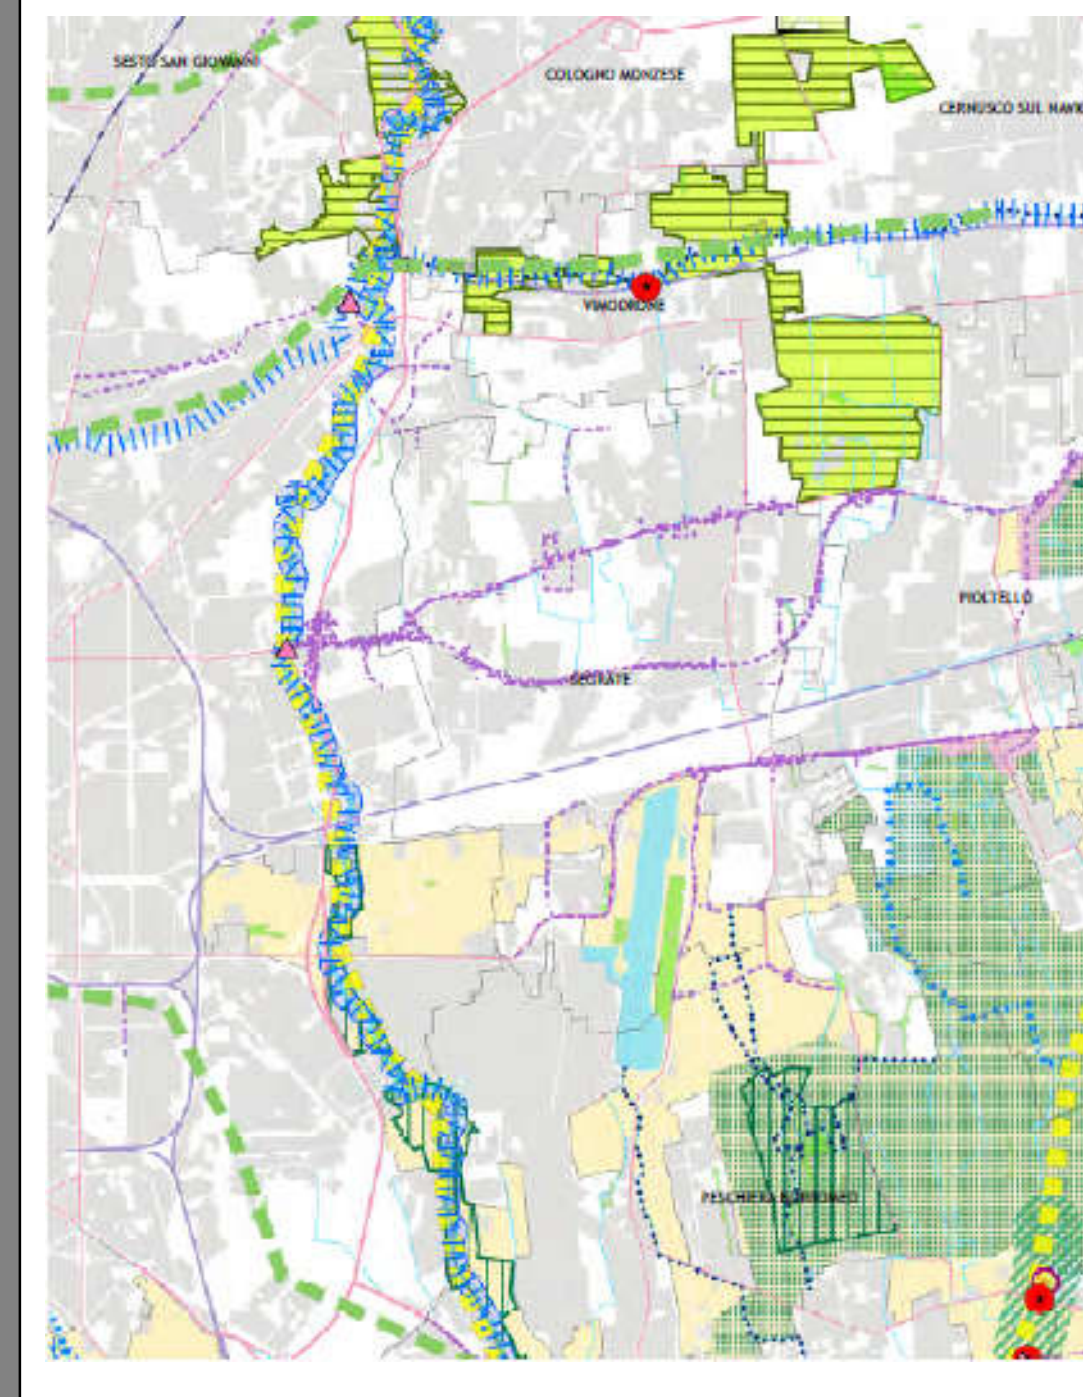 SESTO SAN GIOVANNI
COLOGNO MONZESE
CERNUSCO SUL NAVI
VIMODRONE
PIOLTELLO
SEGRATE
PESCHIERA BORROMEO